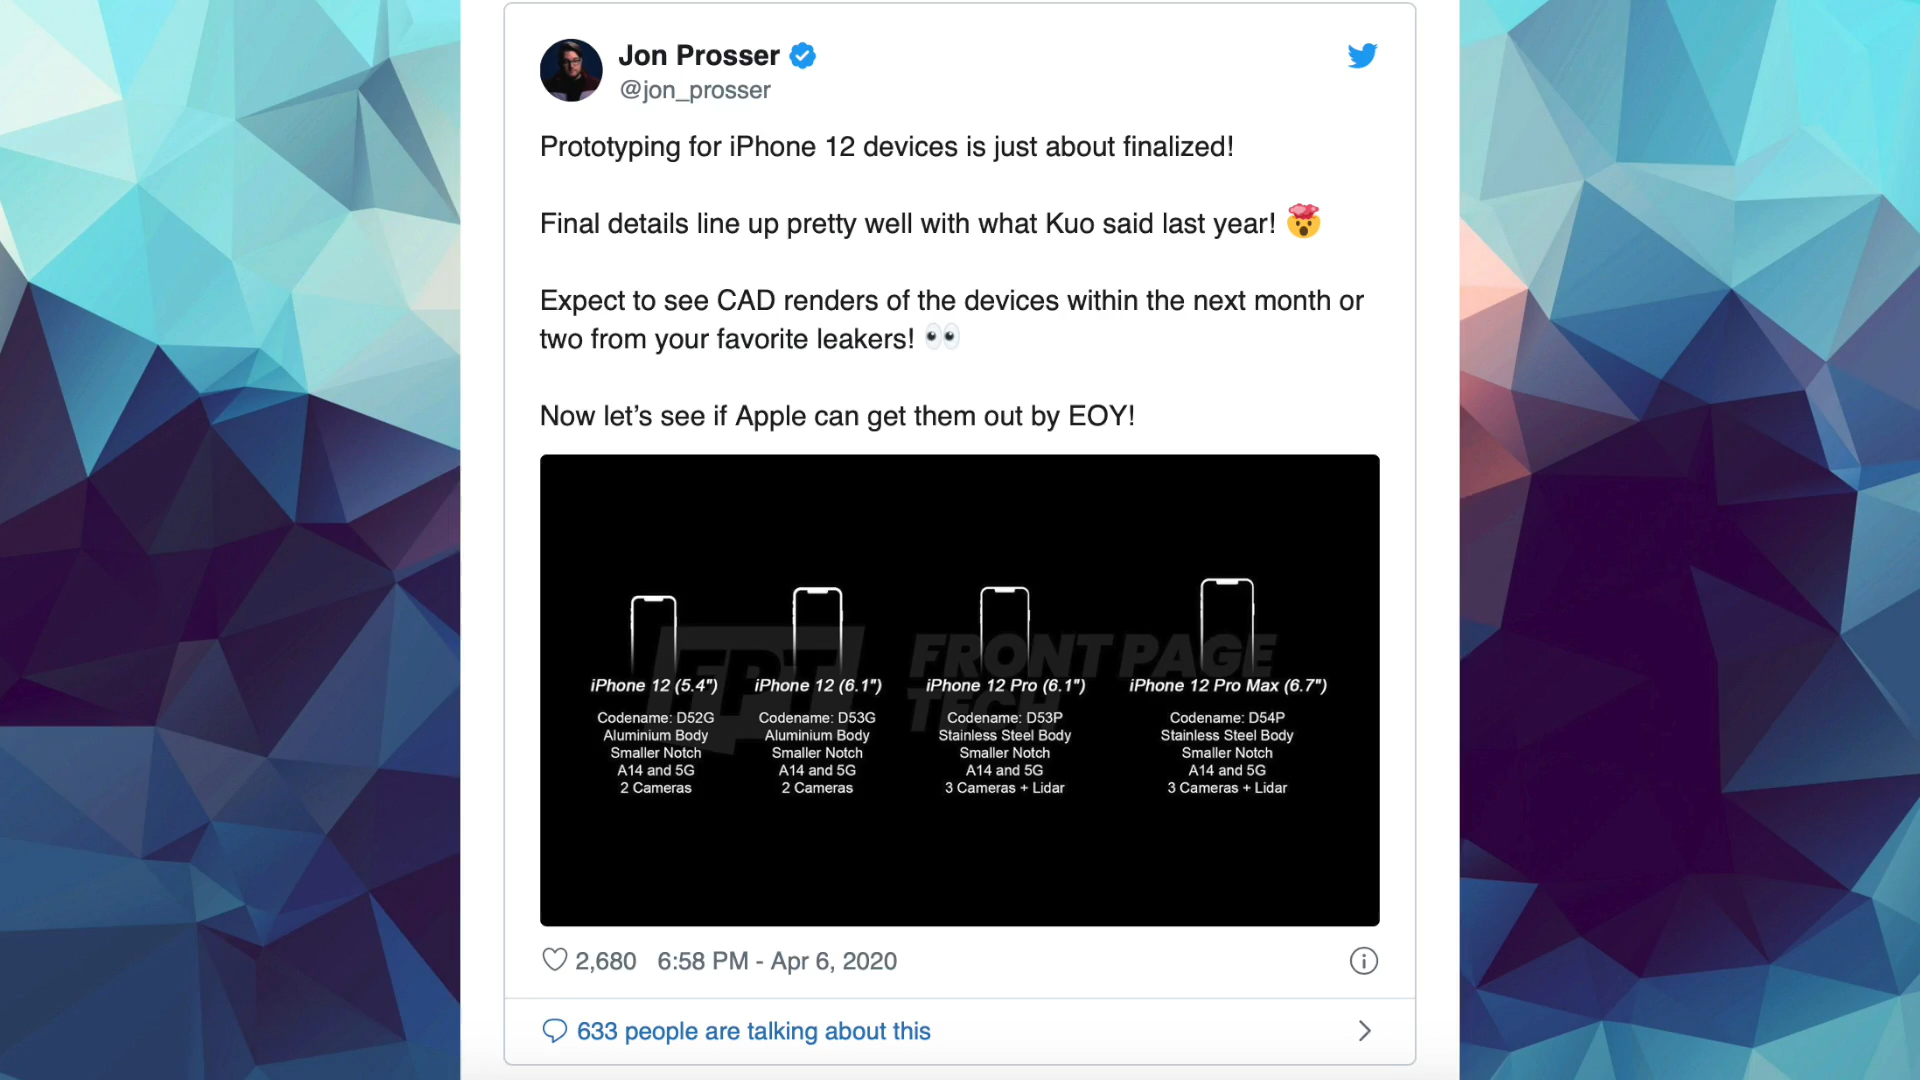 Jon Prosser
@jon_prosser
Prototyping for iPhone 12 devices is just about finalized!
Final details line up pretty well with what Kuo said last year! 🤯
Expect to see CAD renders of the devices within the next month or
two from your favorite leakers! 👀
Now let’s see if Apple can get them out by EOY!
FPT FRONT PAGE TECH
iPhone 12 (5.4") iPhone 12 (6.1") iPhone 12 Pro (6.1") iPhone 12 Pro Max (6.7")
Codename: D52G Codename: D53G Codename: D53P Codename: D54P
Aluminium Body Aluminium Body Stainless Steel Body Stainless Steel Body
Smaller Notch Smaller Notch Smaller Notch Smaller Notch
A14 and 5G A14 and 5G A14 and 5G A14 and 5G
2 Cameras 2 Cameras 3 Cameras + Lidar 3 Cameras + Lidar
2,680 6:58 PM - Apr 6, 2020
633 people are talking about this